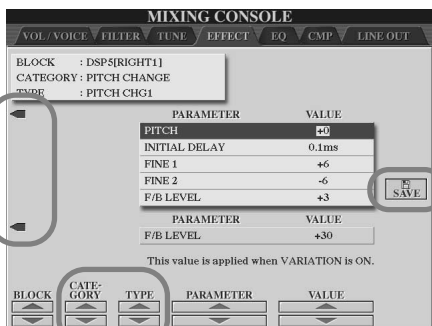 MIXING CONSOLE
VOL/VOICE FILTER TUNE EFFECT EQ CMP LINE OUT
BLOCK : DSP5[RIGHT1]
CATEGORY: PITCH CHANGE
TYPE : PITCH CHG1
PARAMETER VALUE
PITCH +0
INITIAL DELAY 0.1ms
FINE 1 +6
FINE 2 -6
F/B LEVEL +3
SAVE
PARAMETER VALUE
F/B LEVEL +30
This value is applied when VARIATION is ON.
BLOCK CATE-GORY TYPE PARAMETER VALUE